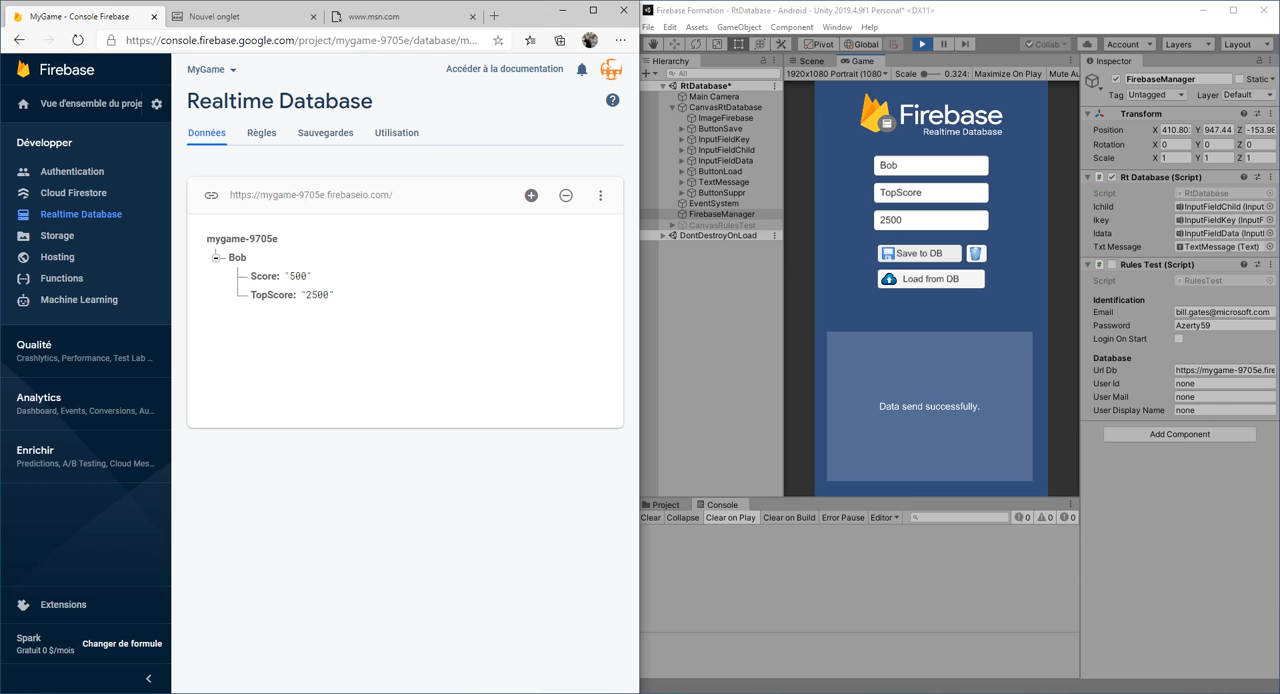 MyGame - Console Firebase
Nouvel onglet
www.msn.com
https://console.firebase.google.com/project/mygame-9705e/database/m...
Firebase
Vue d'ensemble du proje
Développer
Authentication
Cloud Firestore
Realtime Database
Storage
Hosting
Functions
Machine Learning
Qualité
Crashlytics, Performance, Test Lab ...
Analytics
Dashboard, Events, Conversions, Au...
Enrichir
Predictions, A/B Testing, Cloud Mes...
Extensions
Spark
Gratuit 0 $/mois
Changer de formule
MyGame
Accéder à la documentation
Realtime Database
Données
Règles
Sauvegardes
Utilisation
https://mygame-9705e.firebaseio.com/
mygame-9705e
Bob
Score: "500"
TopScore: "2500"
Firebase Formation - RtDatabase - Android - Unity 2019.4.9f1 Personal* <DX11>
File Edit Assets GameObject Component Window Help
Pivot
Global
Collab
Account
Layers
Layout
Hierarchy
All
RtDatabase*
Main Camera
CanvasRtDatabase
ImageFirebase
ButtonSave
InputFieldKey
InputFieldChild
InputFieldData
ButtonLoad
TextMessage
ButtonSuppr
EventSystem
FirebaseManager
CanvasRulesTest
DontDestroyOnLoad
Scene
Game
1920x1080 Portrait (1080
Scale
0.324:
Maximize On Play
Mute Au
Firebase
Realtime Database
Bob
TopScore
2500
Save to DB
Load from DB
Data send successfully.
Project
Console
Clear
Collapse
Clear on Play
Clear on Build
Error Pause
Editor
0
0
0
Inspector
FirebaseManager
Static
Tag Untagged
Layer Default
Transform
Position X 410.80: Y 947.44 Z -153.98
Rotation X 0 Y 0 Z 0
Scale X 1 Y 1 Z 1
Rt Database (Script)
Script RtDatabase
Ichild InputFieldChild (Input
Ikey InputFieldKey (InputF
Idata InputFieldData (Input
Txt Message TextMessage (Text)
Rules Test (Script)
Script RulesTest
Identification
Email bill.gates@microsoft.com
Password Azerty59
Login On Start
Database
Url Db https://mygame-9705e.fire
User Id none
User Mail none
User Display Name none
Add Component